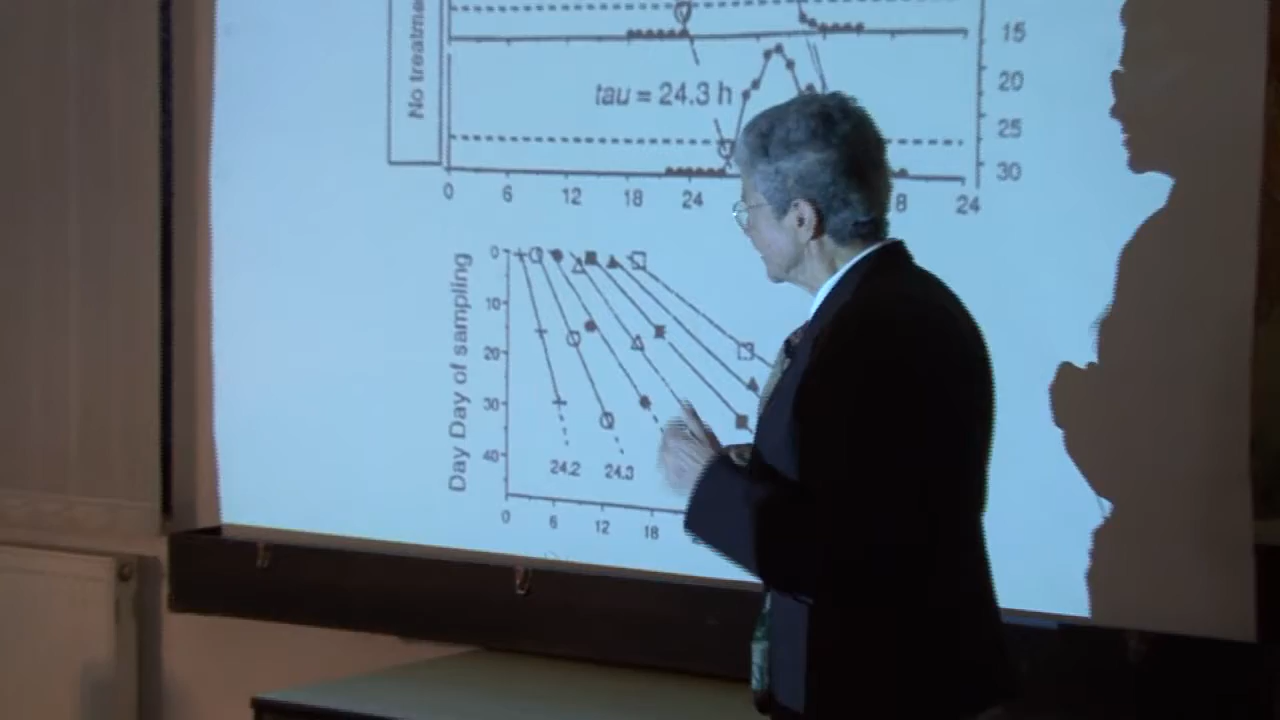 No treatme
15
20
25
30
tau = 24.3 h
0 6 12 18 24 8 24
Day Day of sampling
0
10
20
30
40
24.2 24.3
0 6 12 18